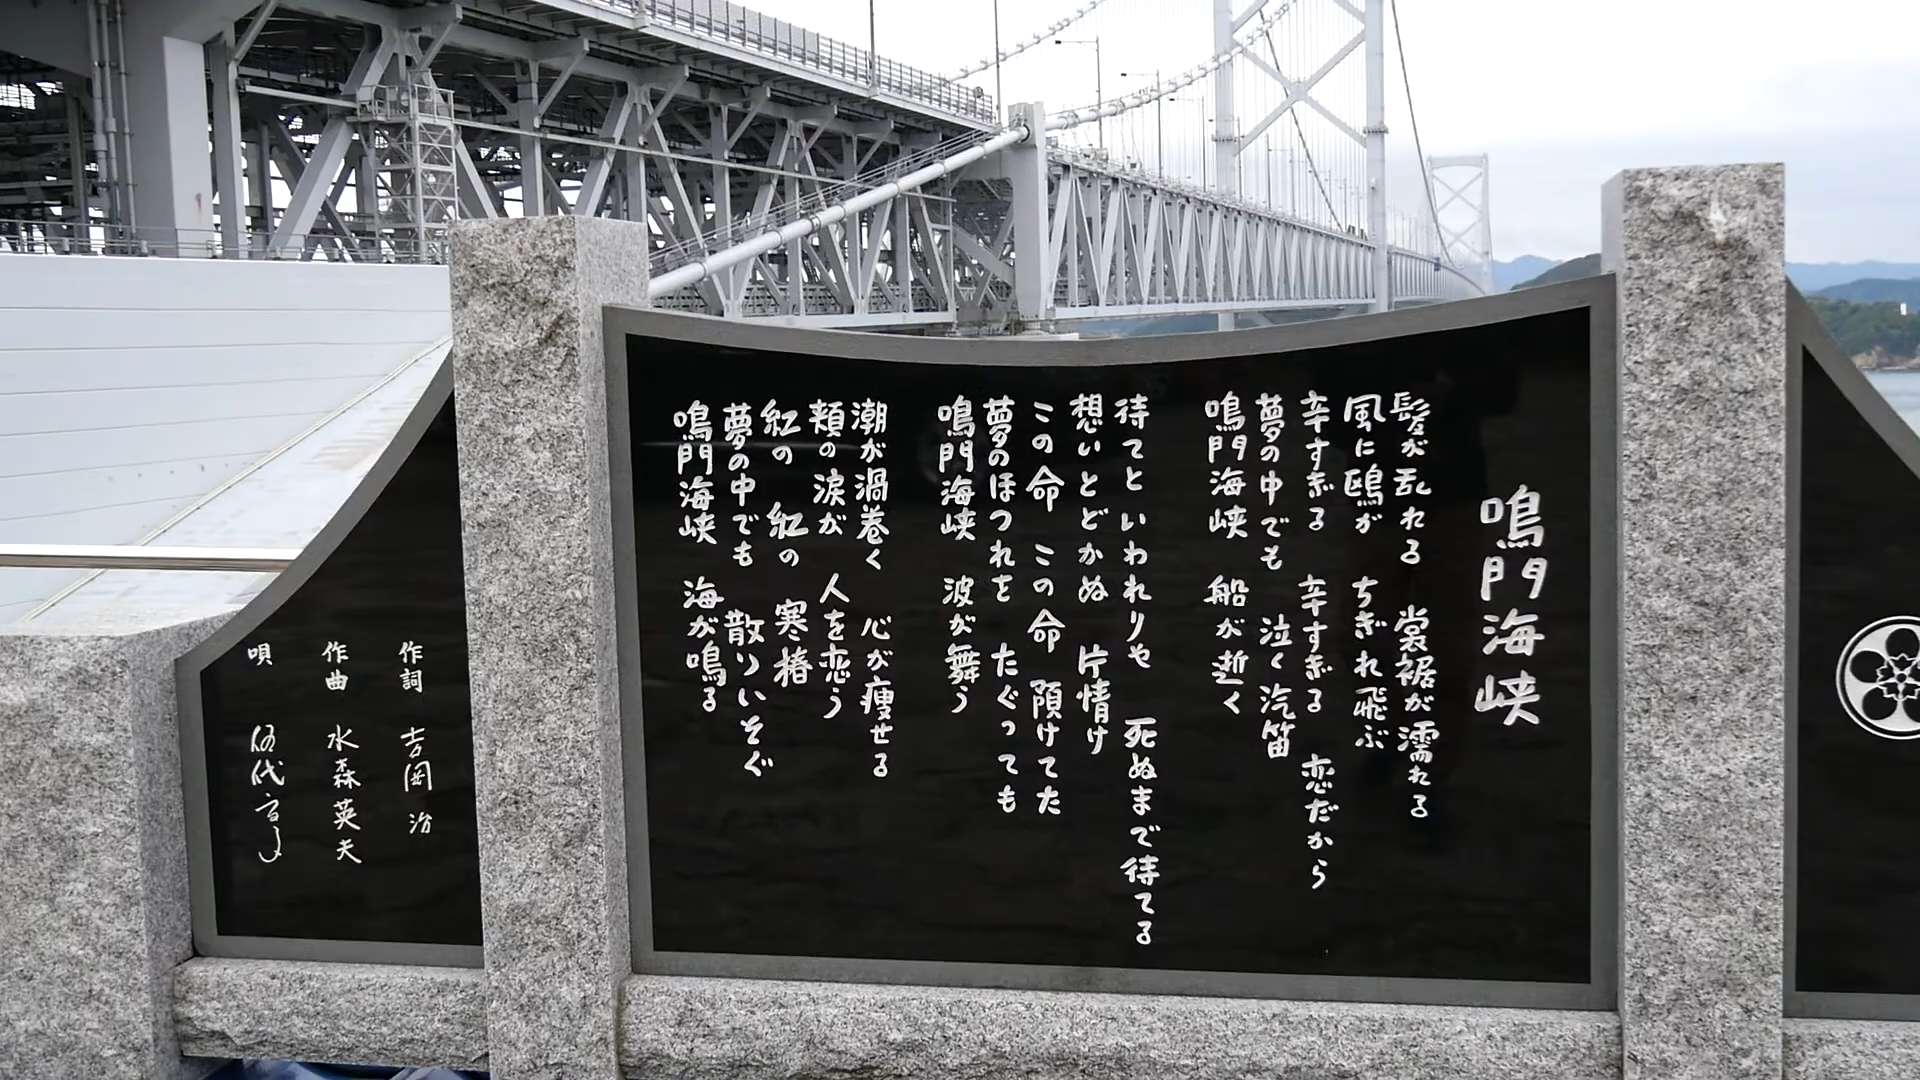 鳴門海峡
髪が乱れる 裳裾が濡れる
風に鴎が ちぎれ飛ぶ
辛すぎる 辛すぎる 恋だから
夢の中でも 泣く汽笛
鳴門海峡 船が逝く
待てといわれりゃ 死ぬまで待てる
想いとどかぬ 片情け
この命 この命 預けてた
夢のほつれを たぐっても
鳴門海峡 波が舞う
潮が渦巻く 心が痩せる
頬の涙が 人を恋う
紅の 紅の 寒椿
夢の中でも 散りいそぐ
鳴門海峡 海が鳴る
作詞 吉岡 治
作曲 水森英夫
唄 伍代夏子